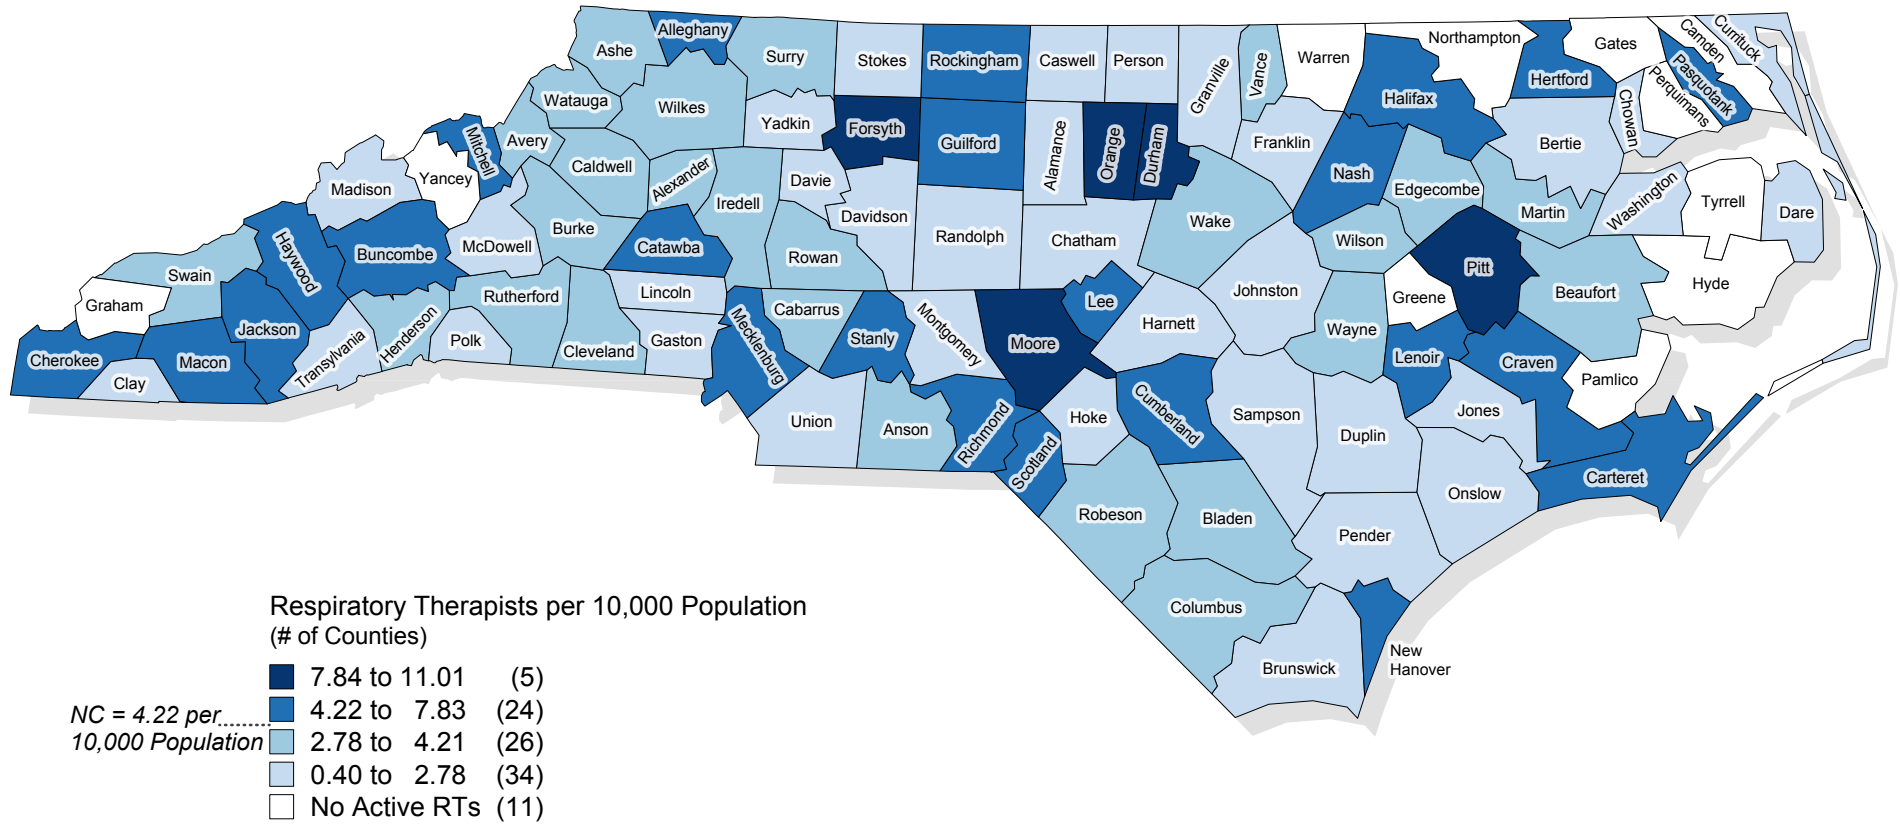 Alleghany
Ashe
Surry
Stokes
Rockingham
Caswell
Person
Granville
Vance
Warren
Northampton
Gates
Camden
Currituck
Hertford
Pasquotank
Perquimans
Halifax
Chowan
Watauga
Wilkes
Yadkin
Forsyth
Guilford
Alamance
Orange
Durham
Franklin
Bertie
Mitchell
Avery
Caldwell
Alexander
Iredell
Davie
Nash
Edgecombe
Martin
Washington
Tyrrell
Dare
Madison
Yancey
Davidson
Randolph
Chatham
Wake
Wilson
Pitt
McDowell
Burke
Catawba
Rowan
Haywood
Buncombe
Swain
Graham
Rutherford
Lincoln
Lee
Johnston
Greene
Beaufort
Hyde
Jackson
Henderson
Cabarrus
Stanly
Montgomery
Moore
Harnett
Wayne
Cherokee
Macon
Clay
Transylvania
Polk
Cleveland
Gaston
Mecklenburg
Lenoir
Craven
Pamlico
Union
Anson
Richmond
Scotland
Hoke
Cumberland
Sampson
Duplin
Jones
Onslow
Carteret
Robeson
Bladen
Pender
Columbus
Brunswick
New
Hanover
Respiratory Therapists per 10,000 Population
(# of Counties)
7.84 to 11.01 (5)
4.22 to 7.83 (24)
2.78 to 4.21 (26)
0.40 to 2.78 (34)
No Active RTs (11)
NC = 4.22 per
10,000 Population